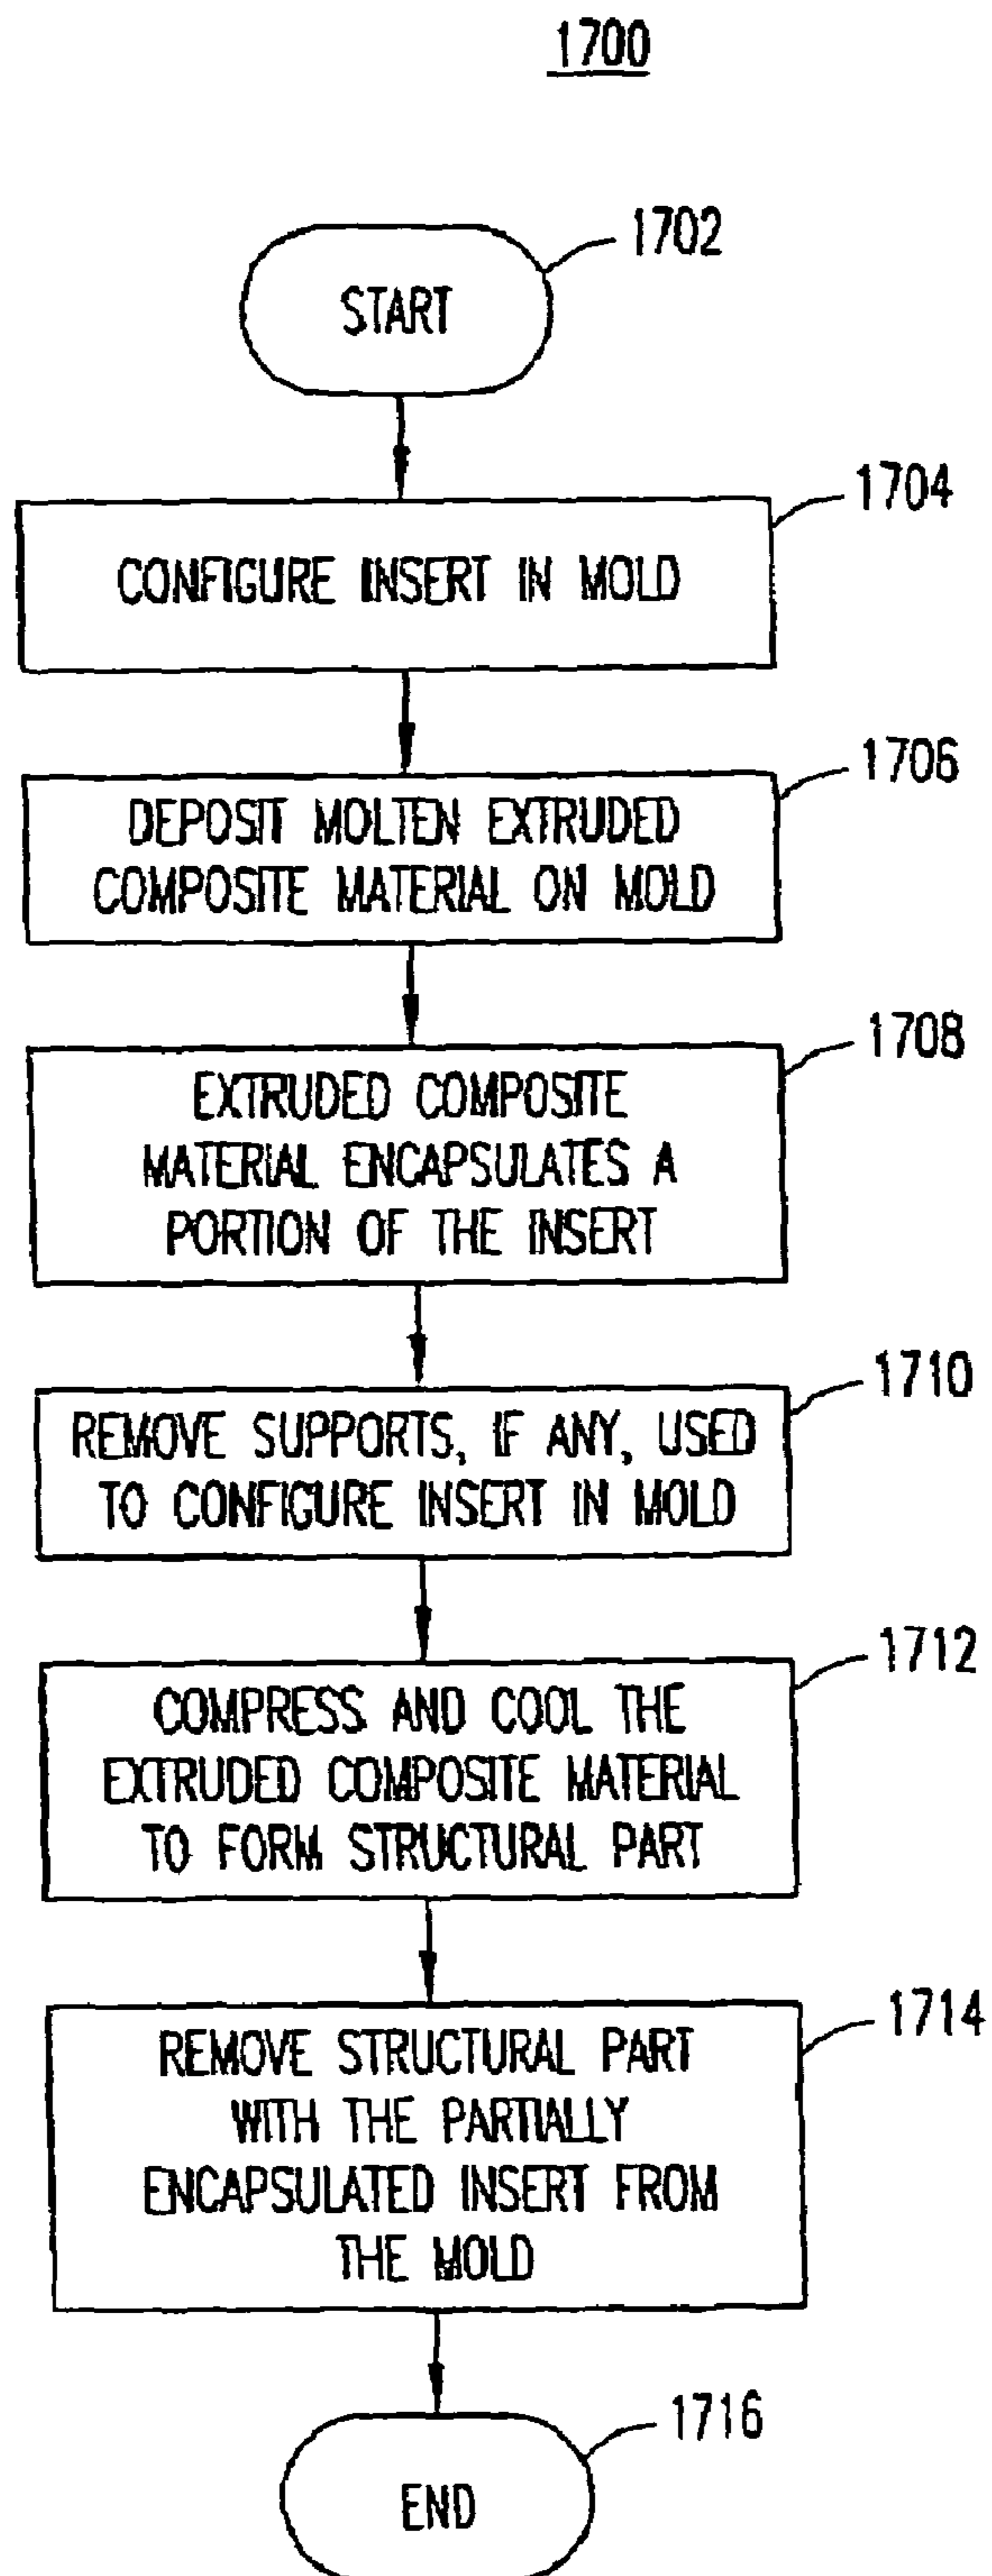 1700
1702
START
1704
CONFIGURE INSERT IN MOLD
1706
DEPOSIT MOLTEN EXTRUDED
COMPOSITE MATERIAL ON MOLD
1708
EXTRUDED COMPOSITE
MATERIAL ENCAPSULATES A
PORTION OF THE INSERT
1710
REMOVE SUPPORTS, IF ANY, USED
TO CONFIGURE INSERT IN MOLD
1712
COMPRESS AND COOL THE
EXTRUDED COMPOSITE MATERIAL
TO FORM STRUCTURAL PART
1714
REMOVE STRUCTURAL PART
WITH THE PARTIALLY
ENCAPSULATED INSERT FROM
THE MOLD
1716
END